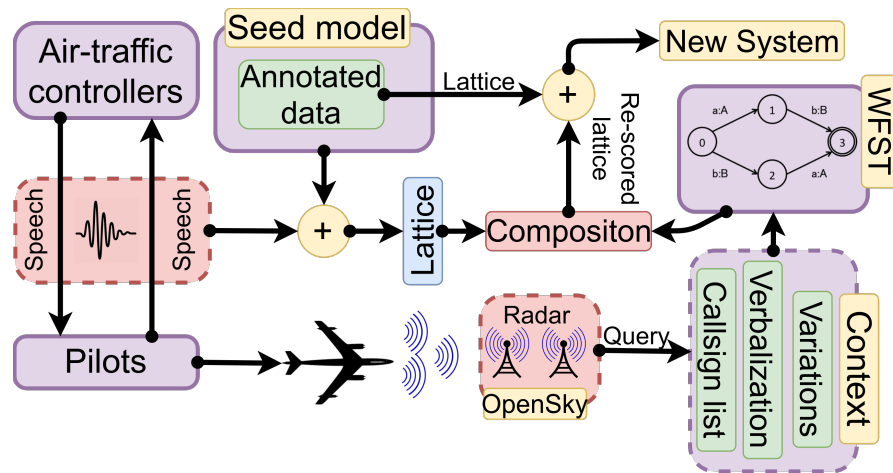 Air-traffic
controllers
Seed model
Annotated
data
Lattice
+
New System
Re-scored
lattice
WFST
a:A
b:B
0
1
2
3
b:B
a:A
Speech
Speech
+
Lattice
Compositon
Pilots
Radar
OpenSky
Query
Callsign list
Verbalization
Variations
Context